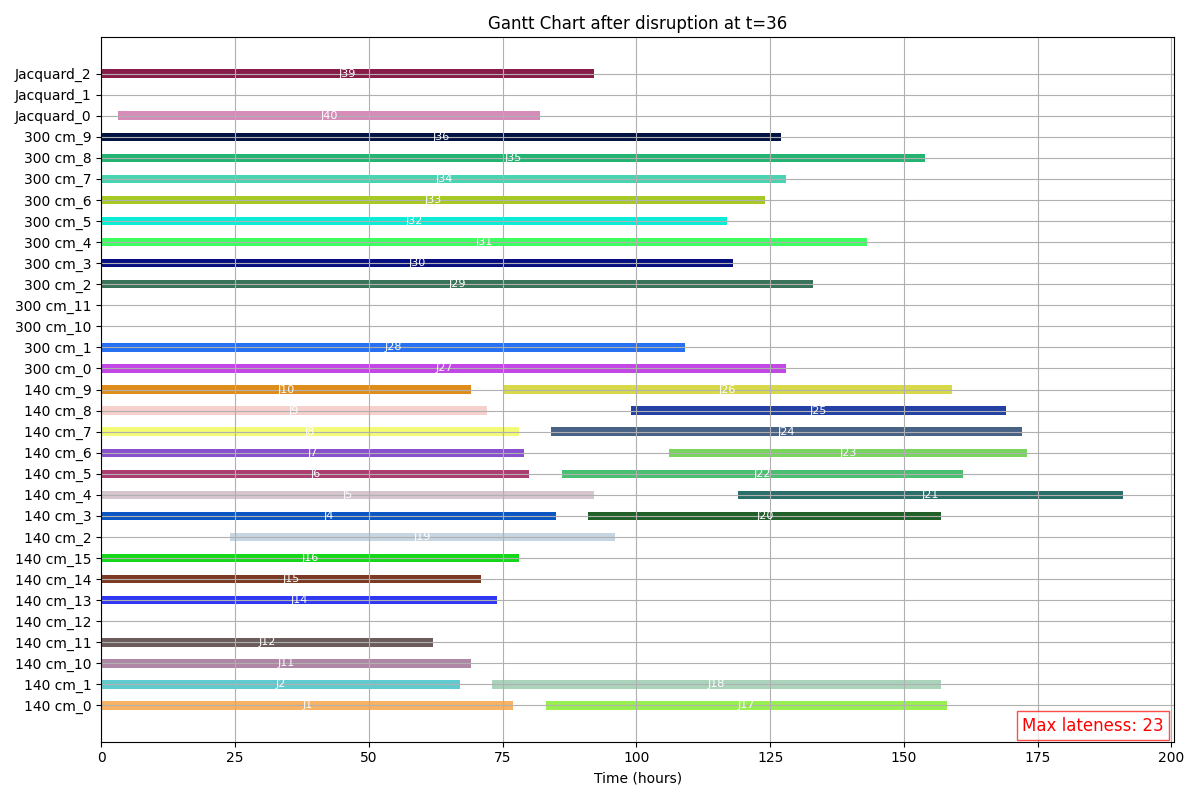 Gantt Chart after disruption at t=36
Jacquard_2 J39
Jacquard_1
Jacquard_0 J40
300 cm_9 J36
300 cm_8 J35
300 cm_7 J34
300 cm_6 J33
300 cm_5 J32
300 cm_4 J31
300 cm_3 J30
300 cm_2 J29
300 cm_11
300 cm_10
300 cm_1 J28
300 cm_0 J27
140 cm_9 J10 J26
140 cm_8 J9 J25
140 cm_7 J8 J24
140 cm_6 J7 J23
140 cm_5 J6 J22
140 cm_4 J5 J21
140 cm_3 J4 J20
140 cm_2 J19
140 cm_15 J16
140 cm_14 J15
140 cm_13 J14
140 cm_12
140 cm_11 J12
140 cm_10 J11
140 cm_1 J2 J18
140 cm_0 J1 J17
Max lateness: 23
0 25 50 75 100 125 150 175 200
Time (hours)